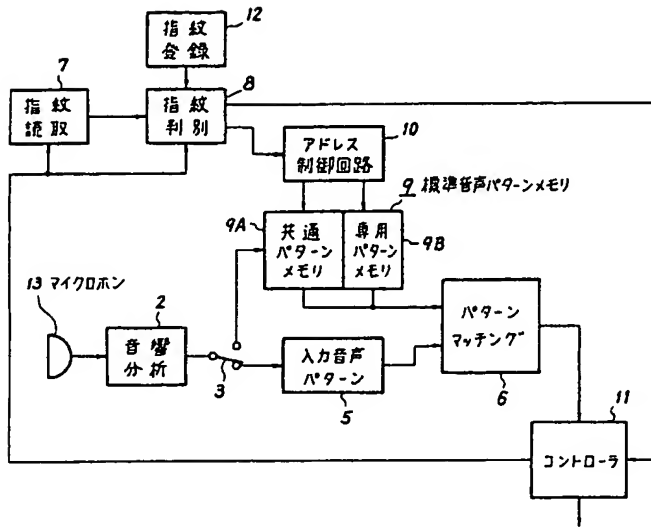 12
指紋
登録
7
指紋
読取
8
指紋
判別
10
アドレス
制御回路
9 標準音声パターンメモリ
9A
共通
パターン
メモリ
専用
パターン
メモリ
9B
13 マイクロホン
2
音響
分析
3
入力音声
パターン
5
パターン
マッチング
6
11
コントローラ